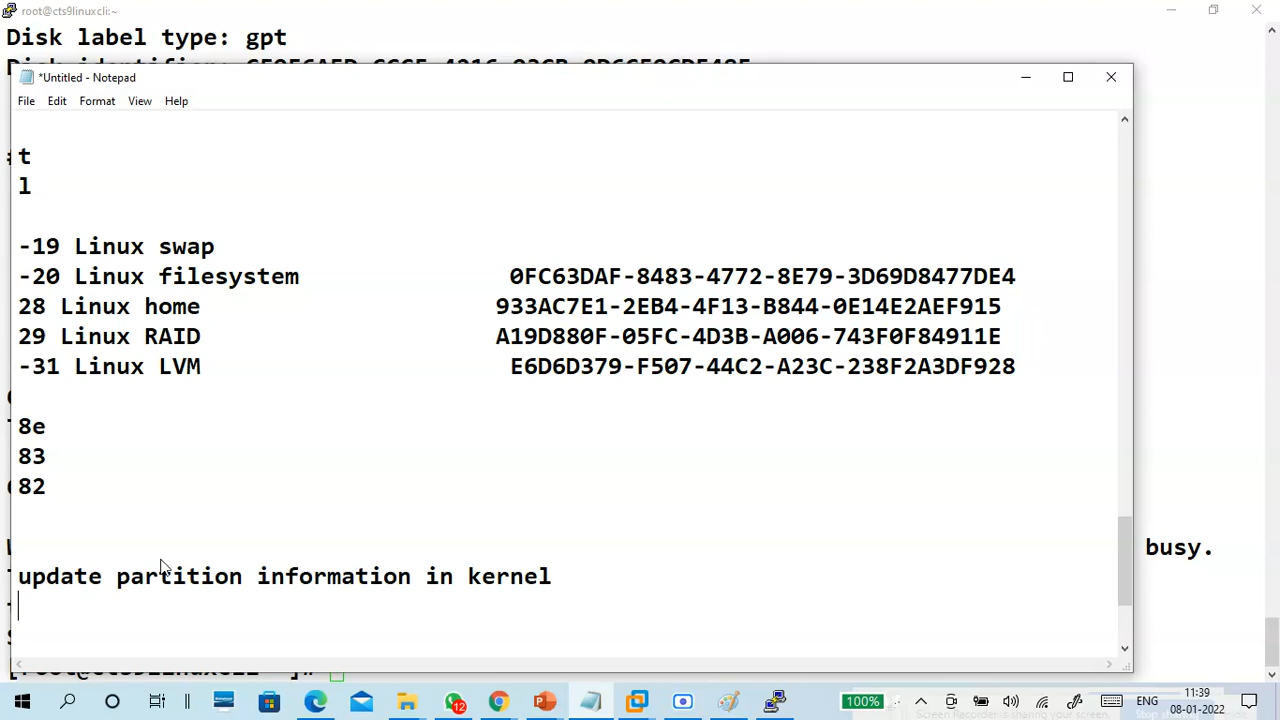 root@cts9linuxcli:~
Disk label type: gpt
*Untitled - Notepad
File Edit Format View Help
t
l
-19 Linux swap
-20 Linux filesystem 0FC63DAF-8483-4772-8E79-3D69D8477DE4
28 Linux home 933AC7E1-2EB4-4F13-B844-0E14E2AEF915
29 Linux RAID A19D880F-05FC-4D3B-A006-743F0F84911E
-31 Linux LVM E6D6D379-F507-44C2-A23C-238F2A3DF928
8e
83
82
busy.
update partition information in kernel
12
100%
ENG
11:39
08-01-2022